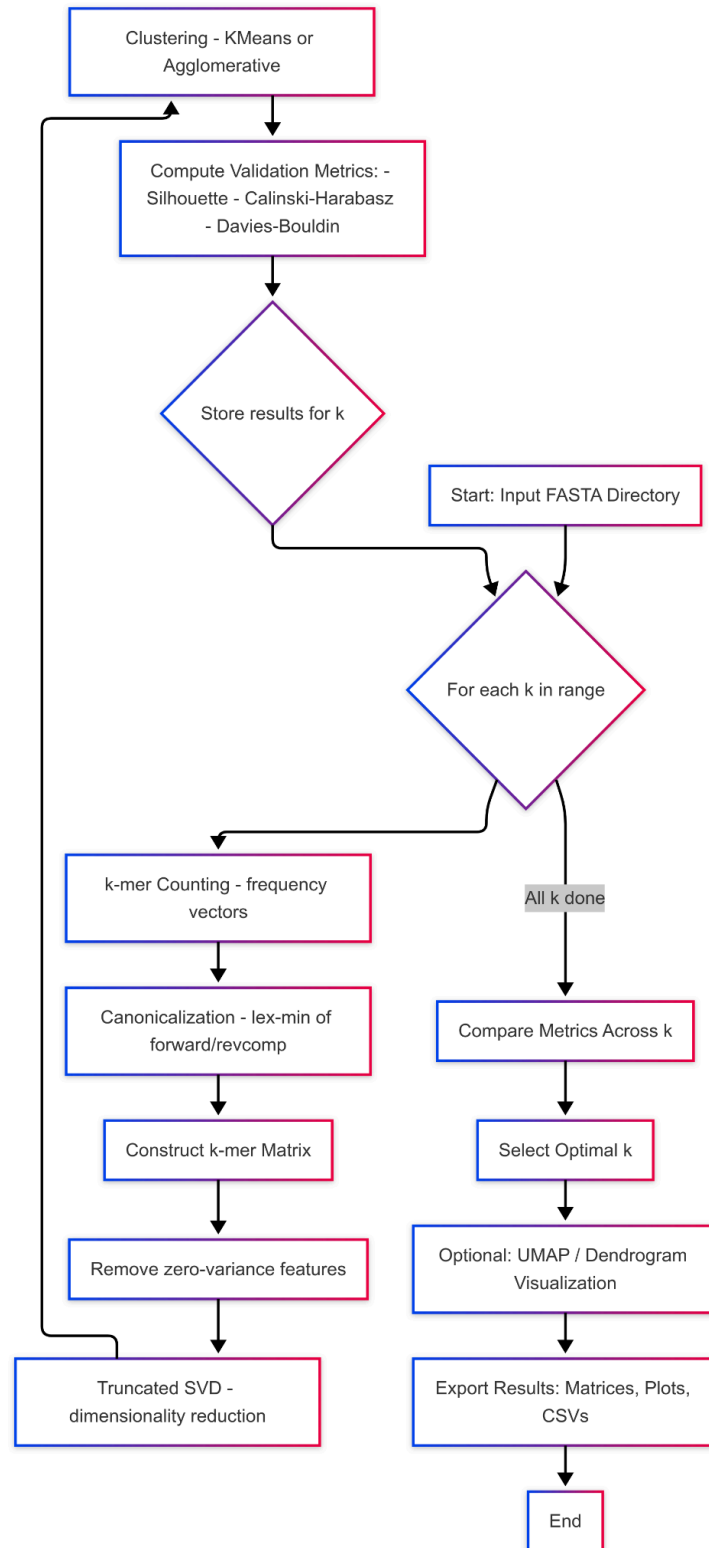 Clustering - KMeans or
Agglomerative
Compute Validation Metrics: -
Silhouette - Calinski-Harabasz
- Davies-Bouldin
Store results for k
Start: Input FASTA Directory
For each k in range
k-mer Counting - frequency
vectors
All k done
Canonicalization - lex-min of
forward/revcomp
Compare Metrics Across k
Construct k-mer Matrix
Select Optimal k
Remove zero-variance features
Optional: UMAP / Dendrogram
Visualization
Truncated SVD -
dimensionality reduction
Export Results: Matrices, Plots,
CSVs
End